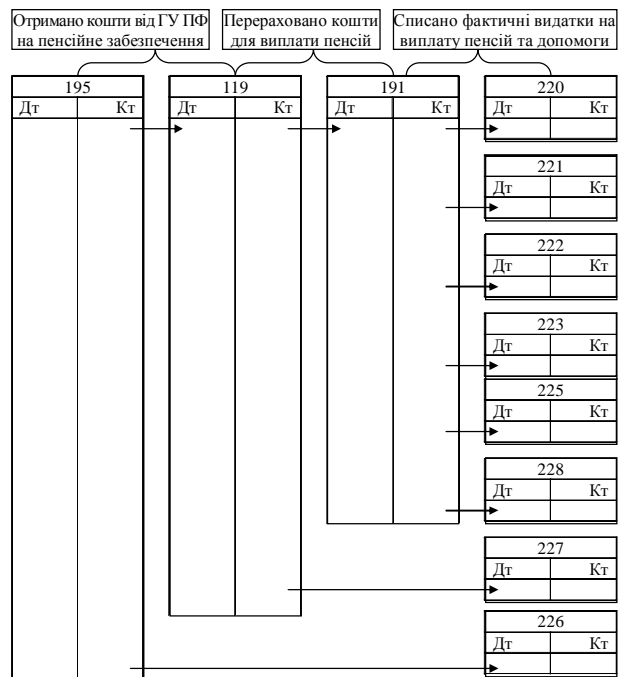 Отримано кошти від ГУ ПФ
на пенсійне забезпечення
Перераховано кошти
для виплати пенсій
Списано фактичні видатки на
виплату пенсій та допомоги
195
Дт Кт
119
Дт Кт
191
Дт Кт
220
Дт Кт
221
Дт Кт
222
Дт Кт
223
Дт Кт
225
Дт Кт
228
Дт Кт
227
Дт Кт
226
Дт Кт